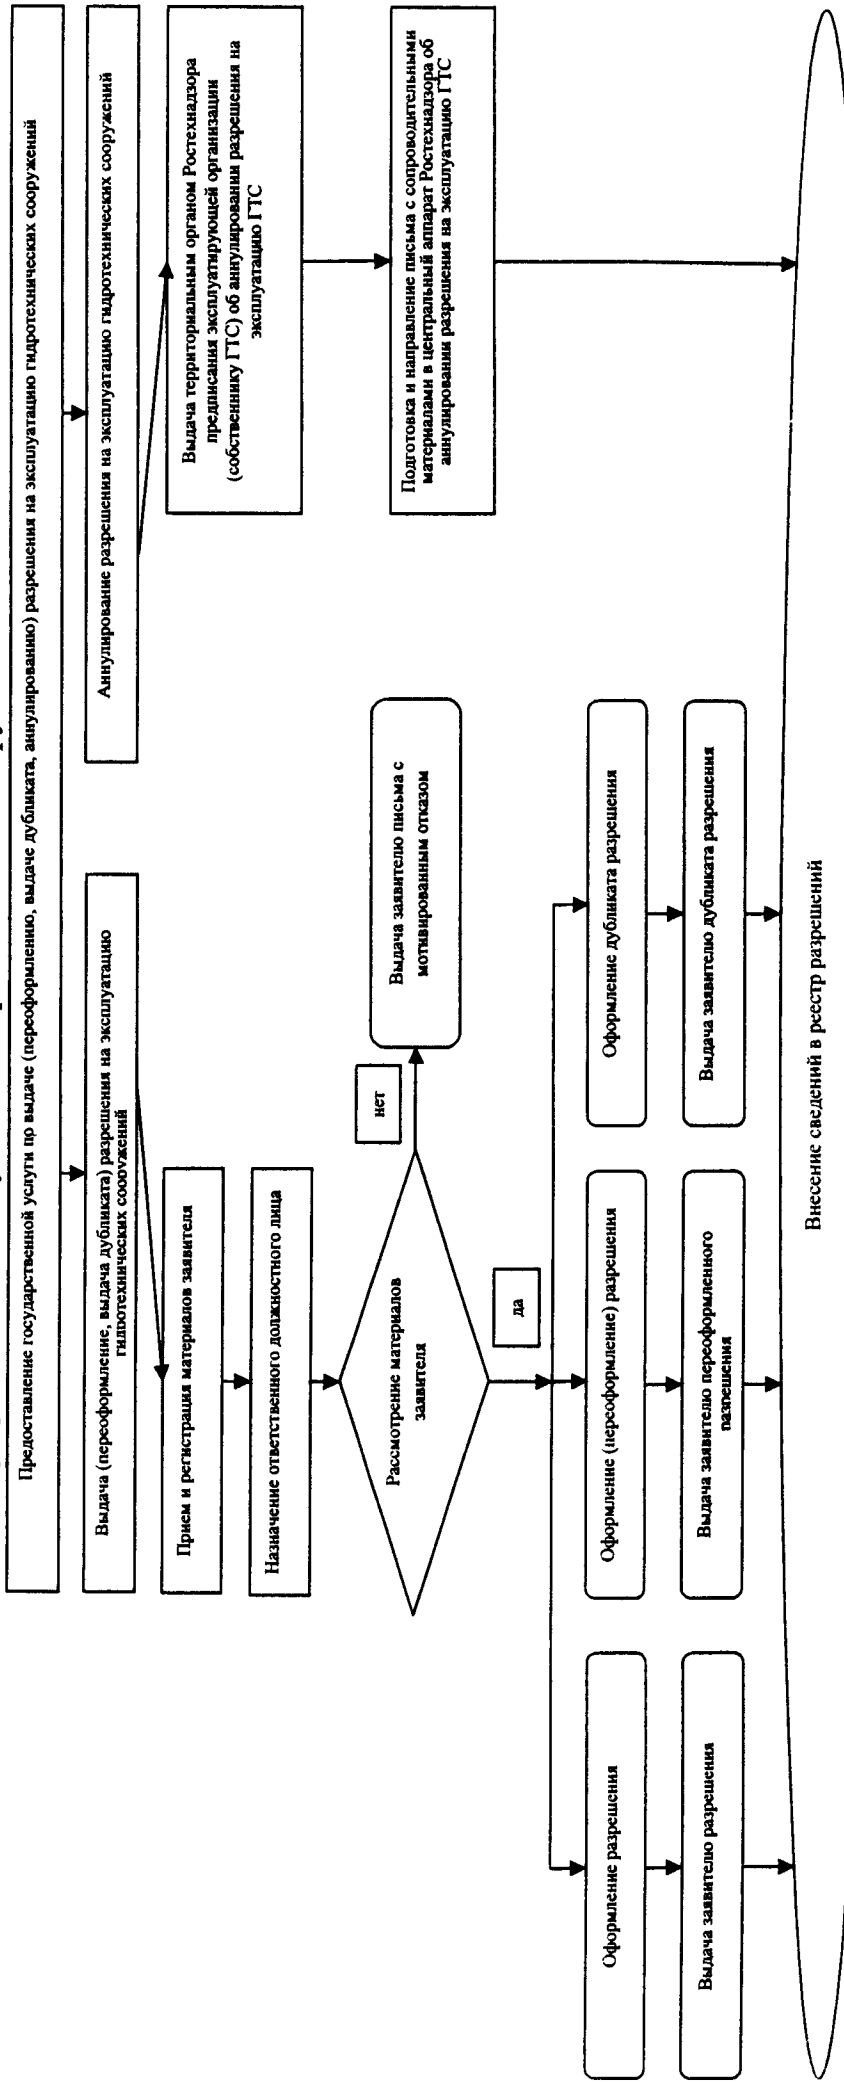 Предоставление государственной услуги по выдаче (переоформлению, выдаче дубликата, аннулированию) разрешения на эксплуатацию гидротехнических сооружений
Выдача (переоформление, выдача дубликата) разрешения на эксплуатацию
гидротехнических сооружений
Аннулирование разрешения на эксплуатацию гидротехнических сооружений
Прием и регистрация материалов заявителя
Выдача территориальным органом Ростехнадзора
предписания эксплуатирующей организации
(собственнику ГТС) об аннулировании разрешения на
эксплуатацию ГТС
Назначение ответственного должностного лица
Рассмотрение материалов
заявителя
нет
Выдача заявителю письма с
мотивированным отказом
Подготовка и направление письма с сопроводительными
материалами в центральный аппарат Ростехнадзора об
аннулировании разрешения на эксплуатацию ГТС
да
Оформление разрешения
Оформление (переоформление) разрешения
Оформление дубликата разрешения
Выдача заявителю разрешения
Выдача заявителю переоформленного
разрешения
Выдача заявителю дубликата разрешения
Внесение сведений в реестр разрешений